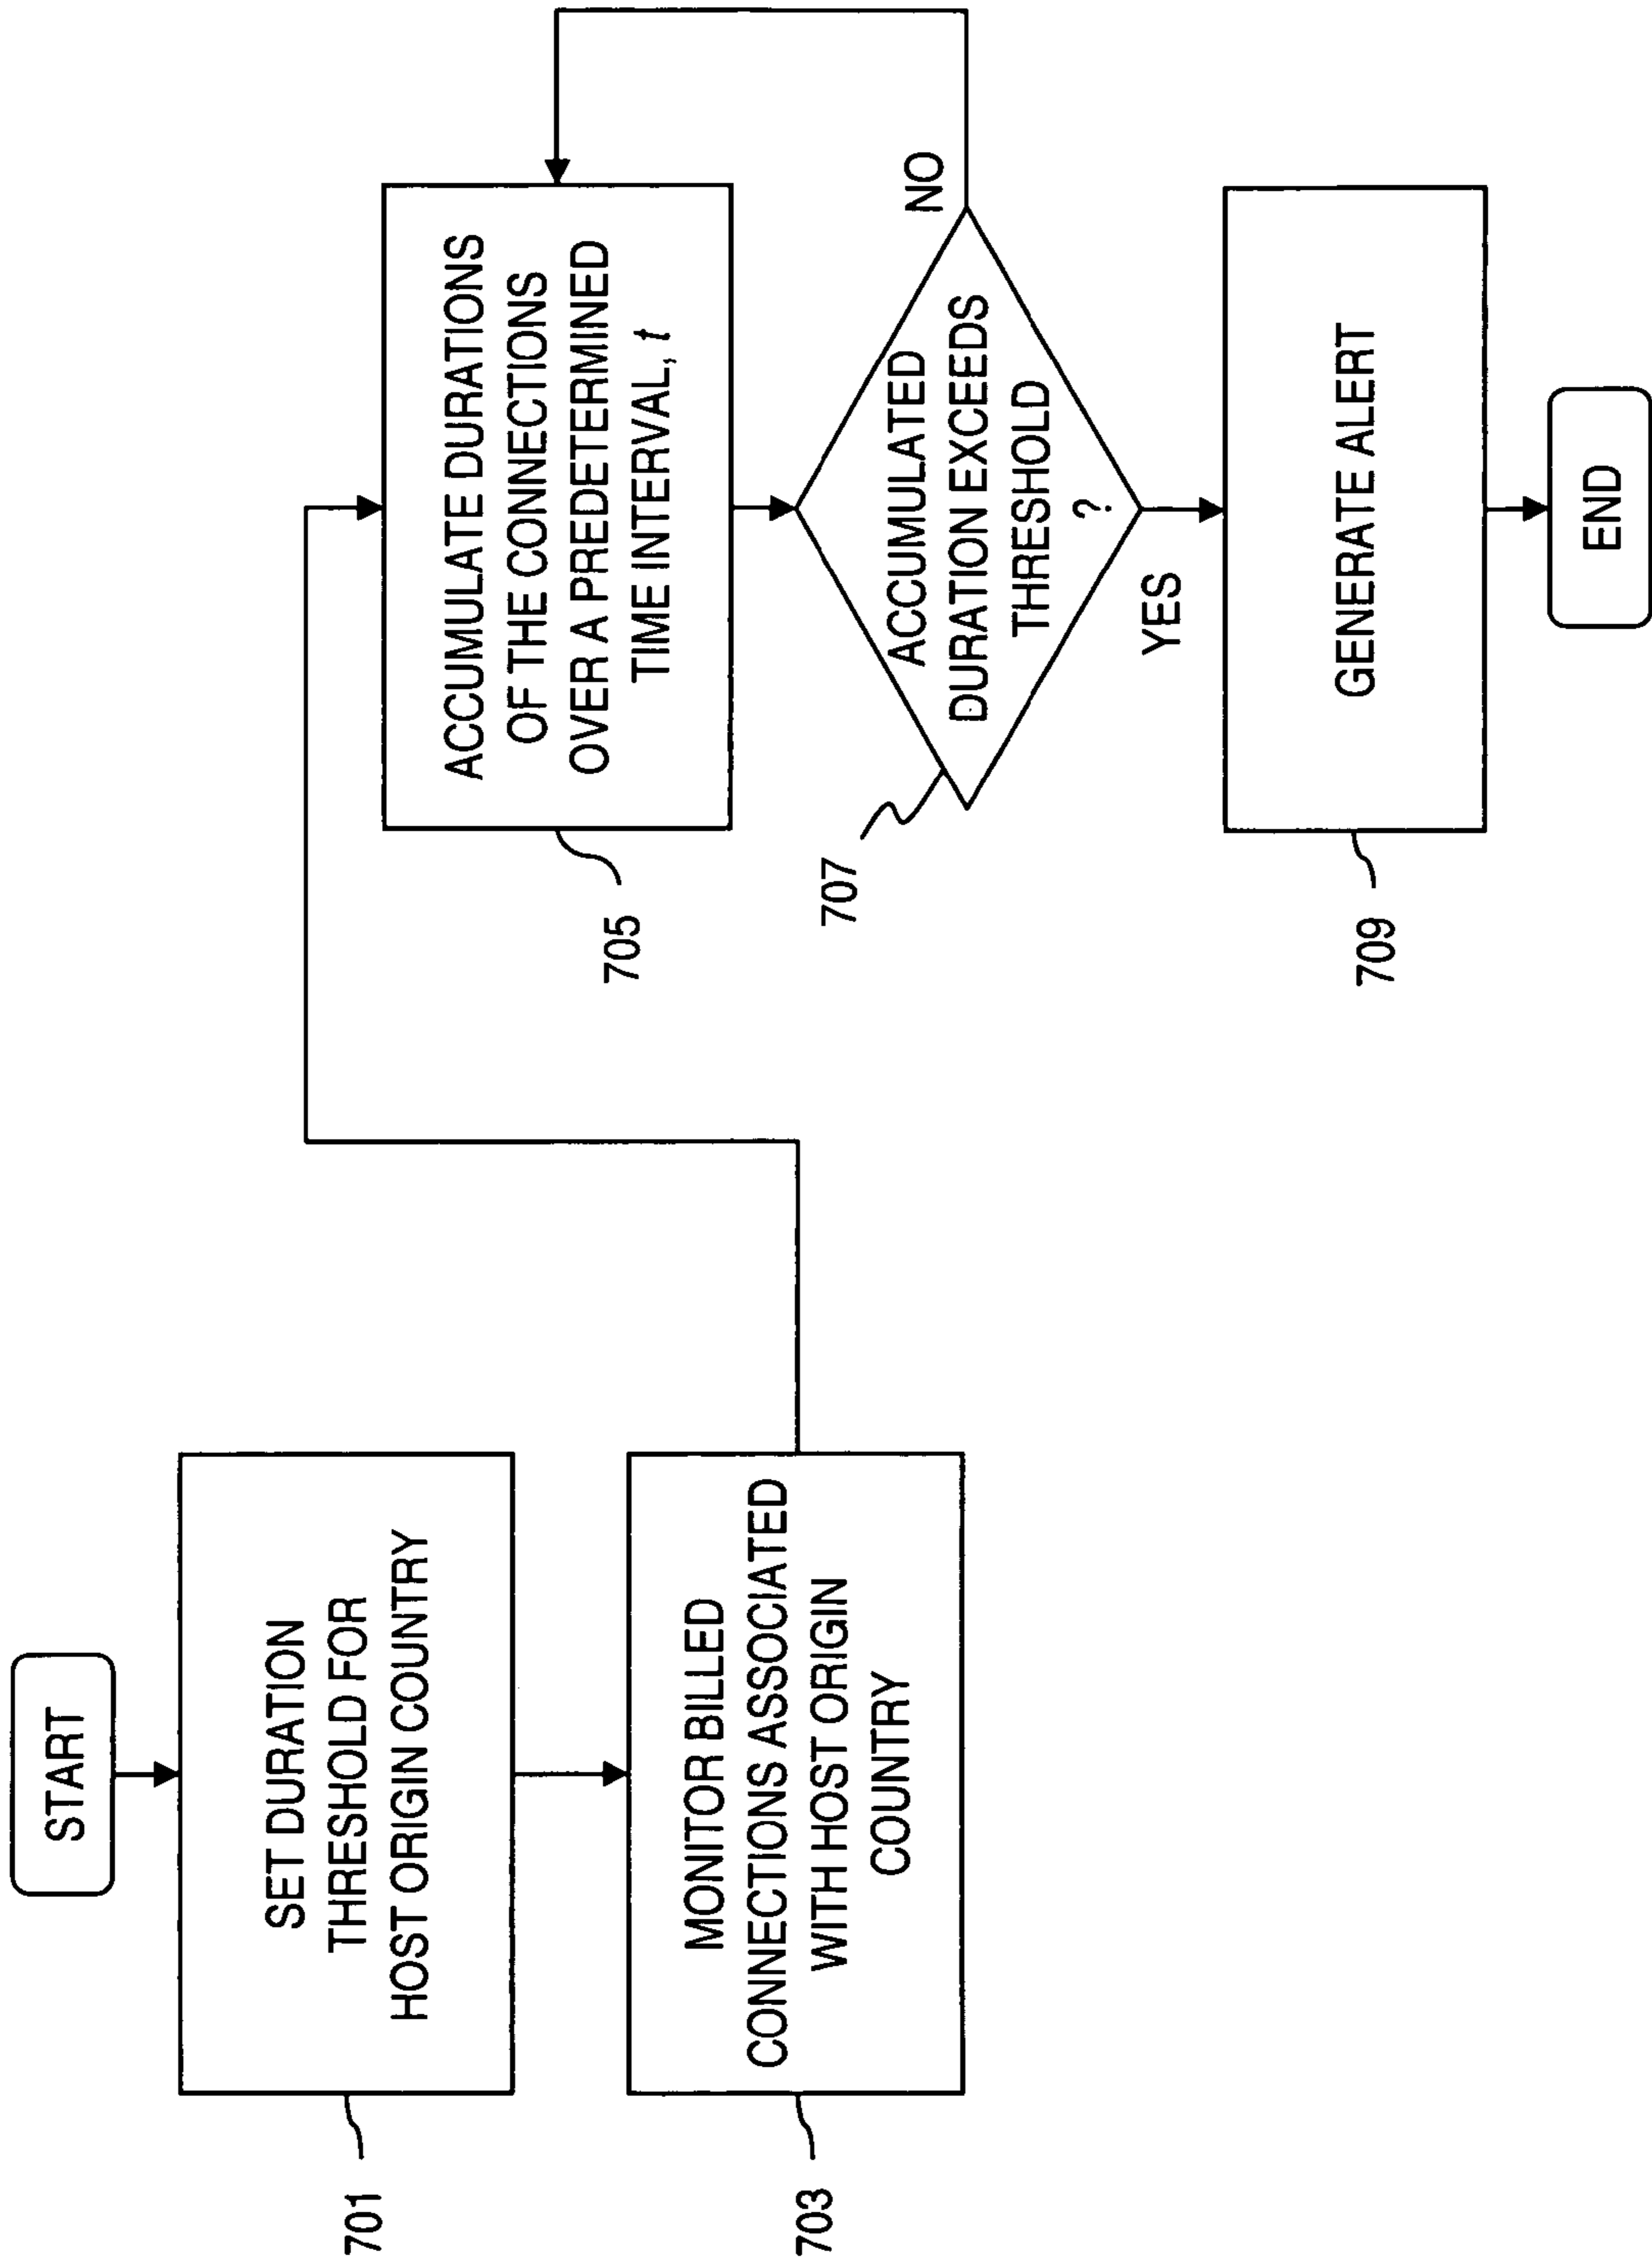 START
SET DURATION
THRESHOLD FOR
HOST ORIGIN COUNTRY
701
MONITOR BILLED
CONNECTIONS ASSOCIATED
WITH HOST ORIGIN
COUNTRY
703
ACCUMULATE DURATIONS
OF THE CONNECTIONS
OVER A PREDETERMINED
TIME INTERVAL, t
705
ACCUMULATED
DURATION EXCEEDS
THRESHOLD
?
707
NO
YES
GENERATE ALERT
709
END